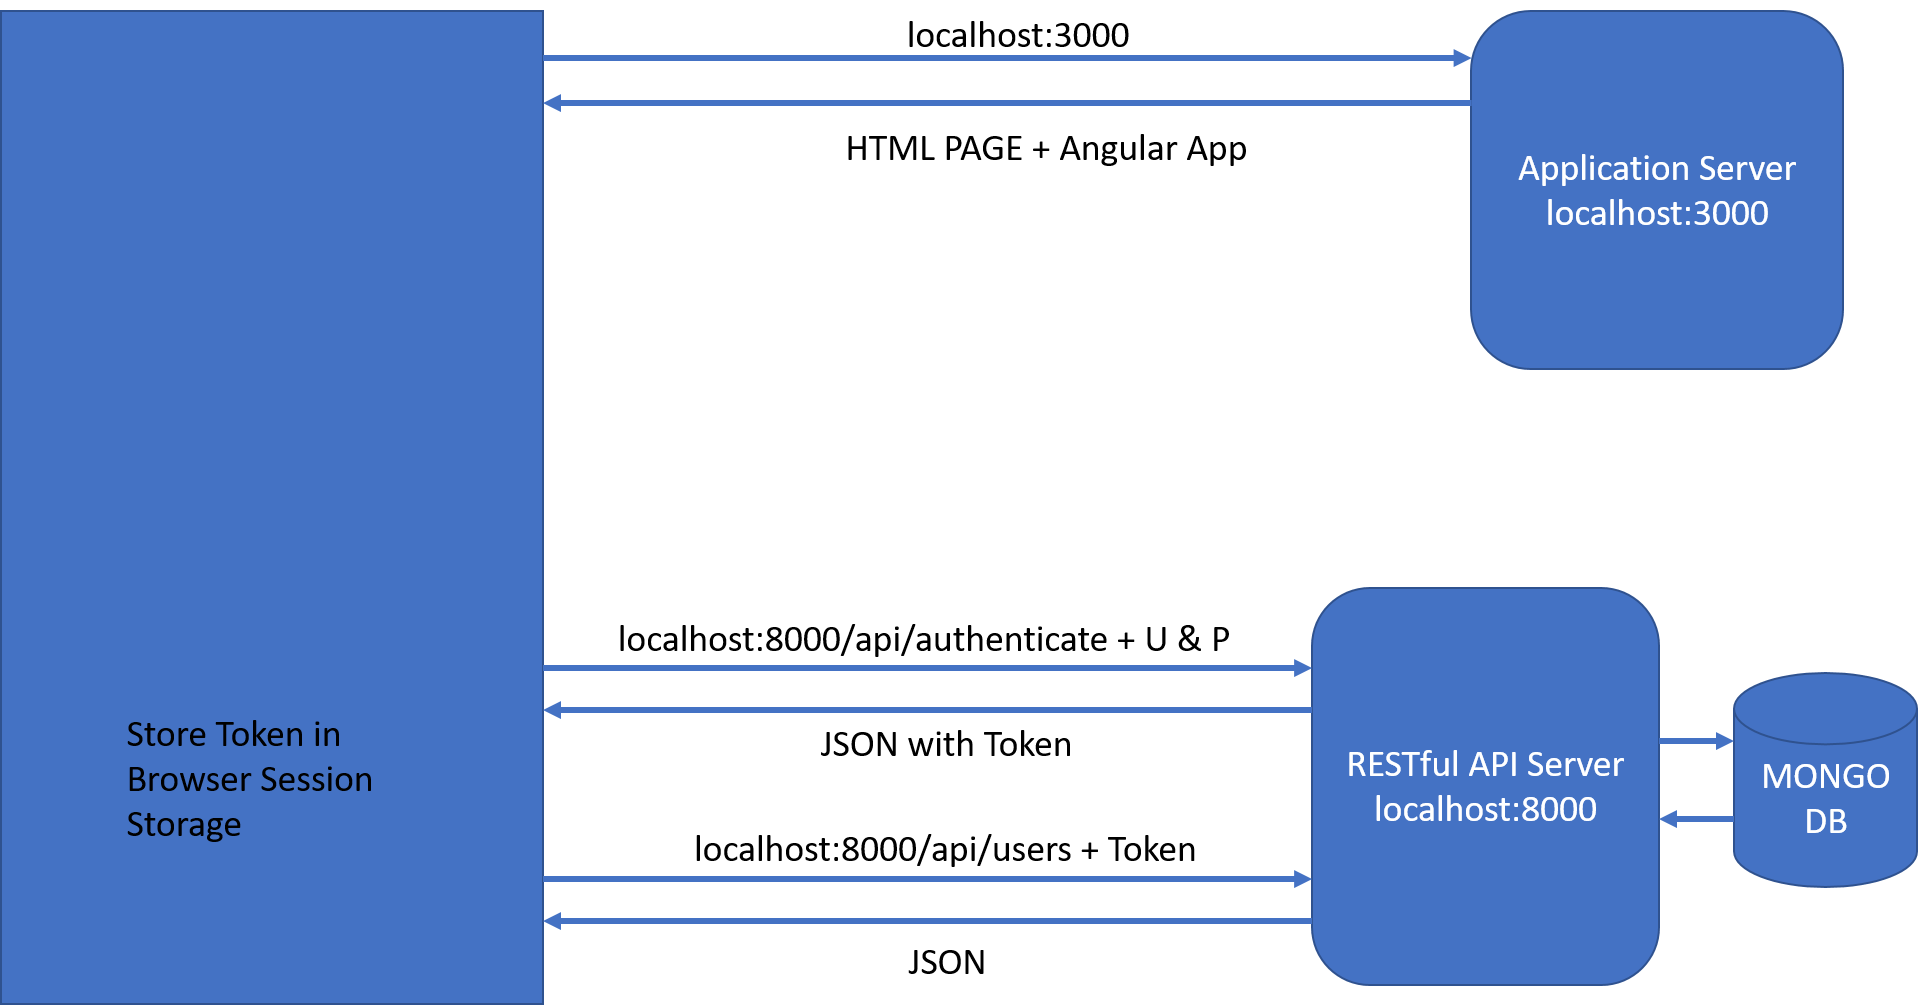 localhost:3000
HTML PAGE + Angular App
Application Server
localhost:3000
localhost:8000/api/authenticate + U & P
JSON with Token
Store Token in
Browser Session
Storage
localhost:8000/api/users + Token
JSON
RESTful API Server
localhost:8000
MONGO
DB